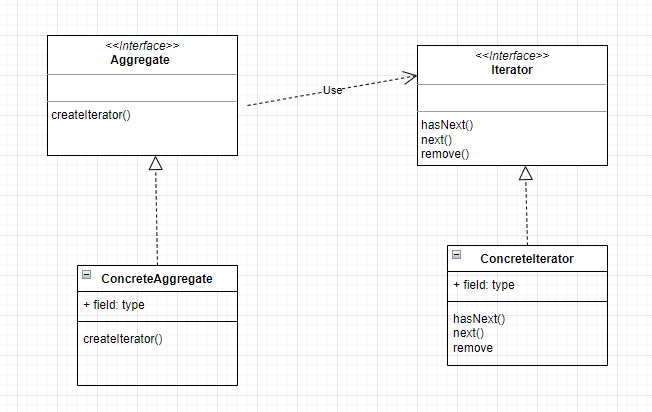 <<Interface>>
Aggregate
createIterator()
Use
<<Interface>>
Iterator
hasNext()
next()
remove()
ConcreteAggregate
+ field: type
createIterator()
ConcreteIterator
+ field: type
hasNext()
next()
remove